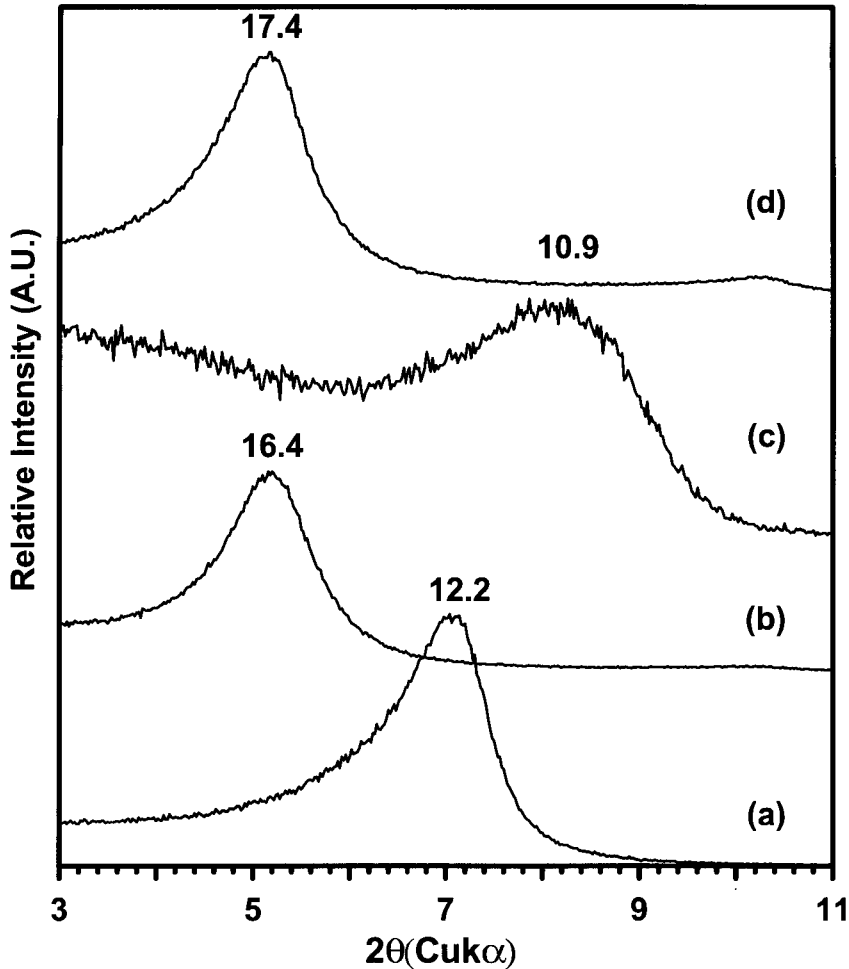 17.4
(d)
10.9
(c)
16.4
12.2
(b)
(a)
Relative Intensity (A.U.)
3 5 7 9 11
2θ(Cukα)